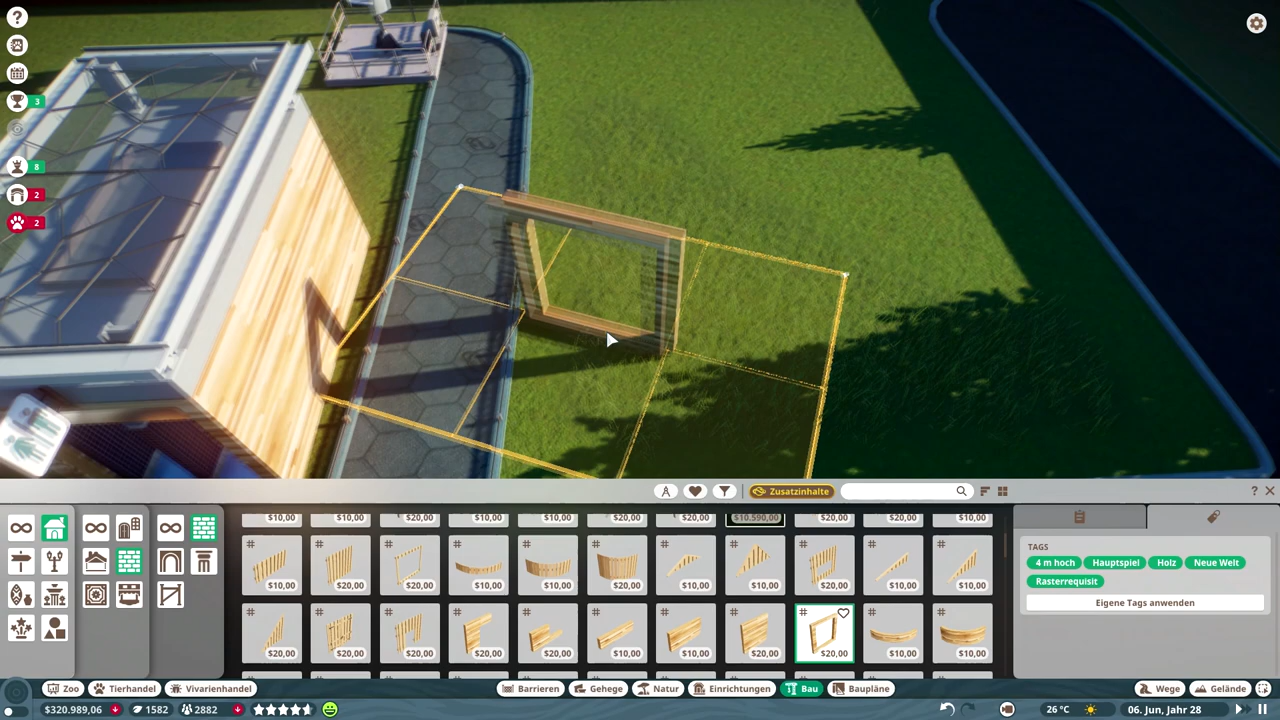 ?
3
8
2
2
Zusatzinhalte
?
$10,00 $10,00 $20,00 $10,00 $10,00 $20,00 $20,00 $10.590,00 $20,00 $20,00 $10,00
$10,00 $20,00 $20,00 $10,00 $10,00 $20,00 $10,00 $10,00 $20,00 $10,00 $10,00
$20,00 $20,00 $20,00 $20,00 $20,00 $10,00 $10,00 $20,00 $20,00 $10,00 $10,00
TAGS
4 m hoch Hauptspiel Holz Neue Welt
Rasterrequisit
Eigene Tags anwenden
Zoo Tierhandel Vivarienhandel Barrieren Gehege Natur Einrichtungen Bau Baupläne Wege Gelände
$320.989,06 1582 2882 26 °C 06. Jun, Jahr 28